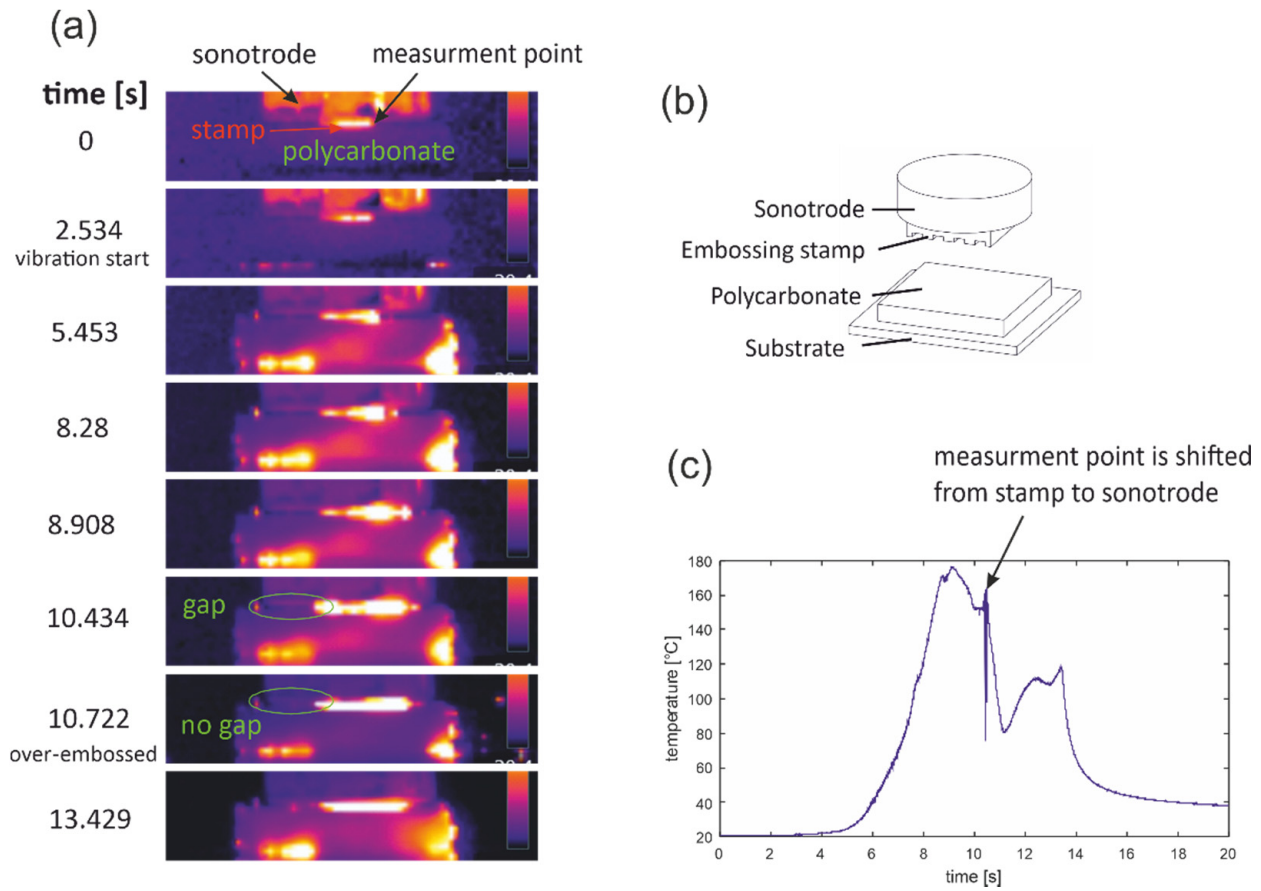 (a)
sonotrode
measurment point
time [s]
0
stamp
polycarbonate
2.534
vibration start
5.453
8.28
8.908
10.434
gap
10.722
over-embossed
no gap
13.429
(b)
Sonotrode
Embossing stamp
Polycarbonate
Substrate
(c)
measurment point is shifted
from stamp to sonotrode
temperature [°C]
180
160
140
120
100
80
60
40
20
0 2 4 6 8 10 12 14 16 18 20
time [s]